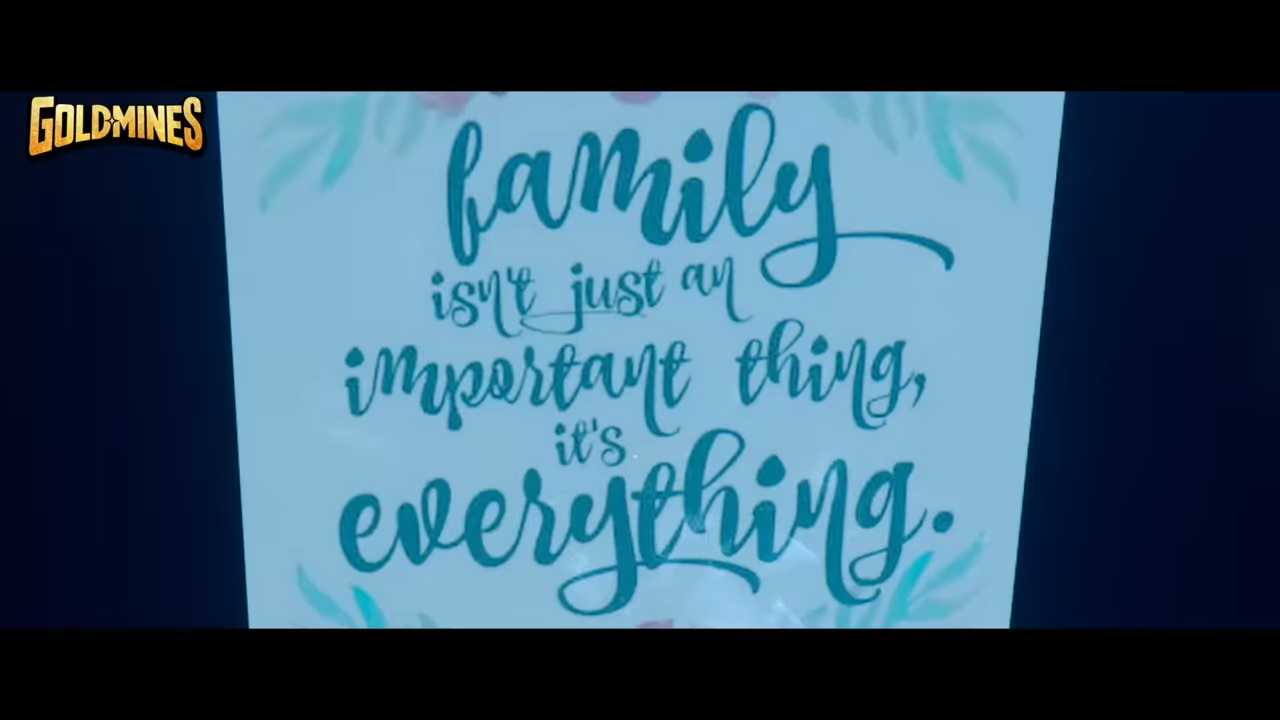 GOLDMINES
family
isn't just an
important thing,
it's
everything.